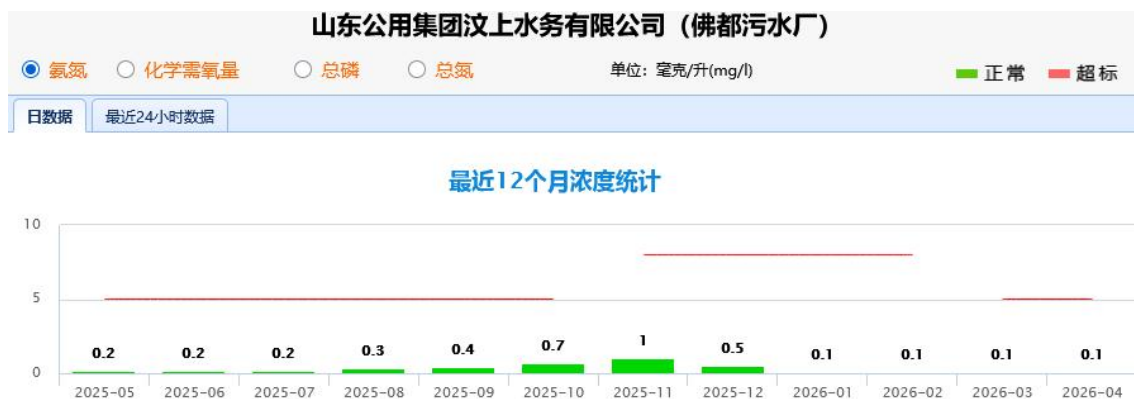 山东公用集团汶上水务有限公司（佛都污水厂）
氨氮 化学需氧量 总磷 总氮 单位：毫克/升(mg/l) 正常 超标
日数据 最近24小时数据
最近12个月浓度统计
10
5
0.2 0.2 0.2 0.3 0.4 0.7 1 0.5 0.1 0.1 0.1 0.1
0
2025-05 2025-06 2025-07 2025-08 2025-09 2025-10 2025-11 2025-12 2026-01 2026-02 2026-03 2026-04